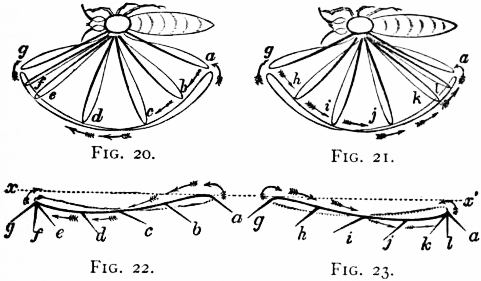 g f e d c b a
g h i j k a
FIG. 20.
FIG. 21.
x x'
g f e d c b a
g h i j k l a
FIG. 22.
FIG. 23.